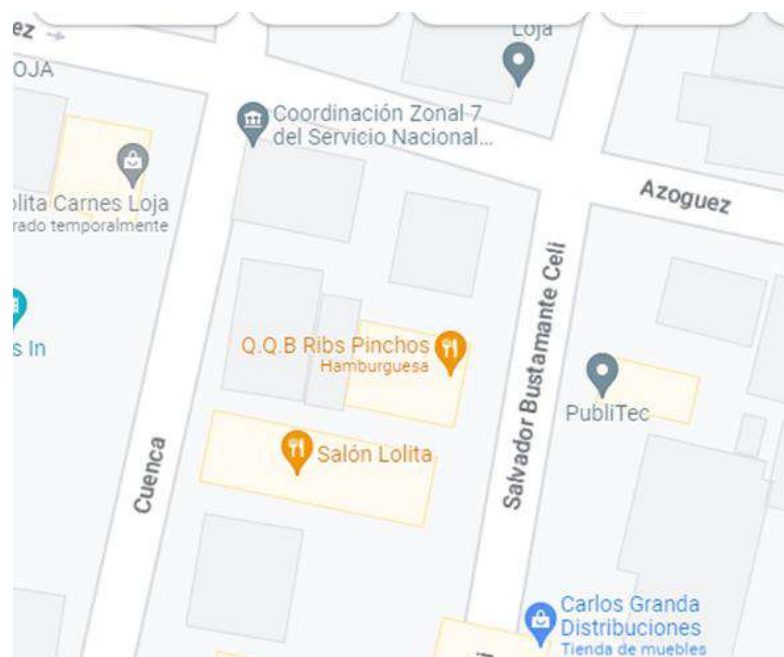 ez →
OJA
Loja
Coordinación Zonal 7
del Servicio Nacional...
olita Carnes Loja
rado temporalmente
Azoguez
s In
Q.Q.B Ribs Pinchos
Hamburguesa
Salvador Bustamante Celi
PubliTec
Salón Lolita
Cuenca
Carlos Granda
Distribuciones
Tienda de muebles